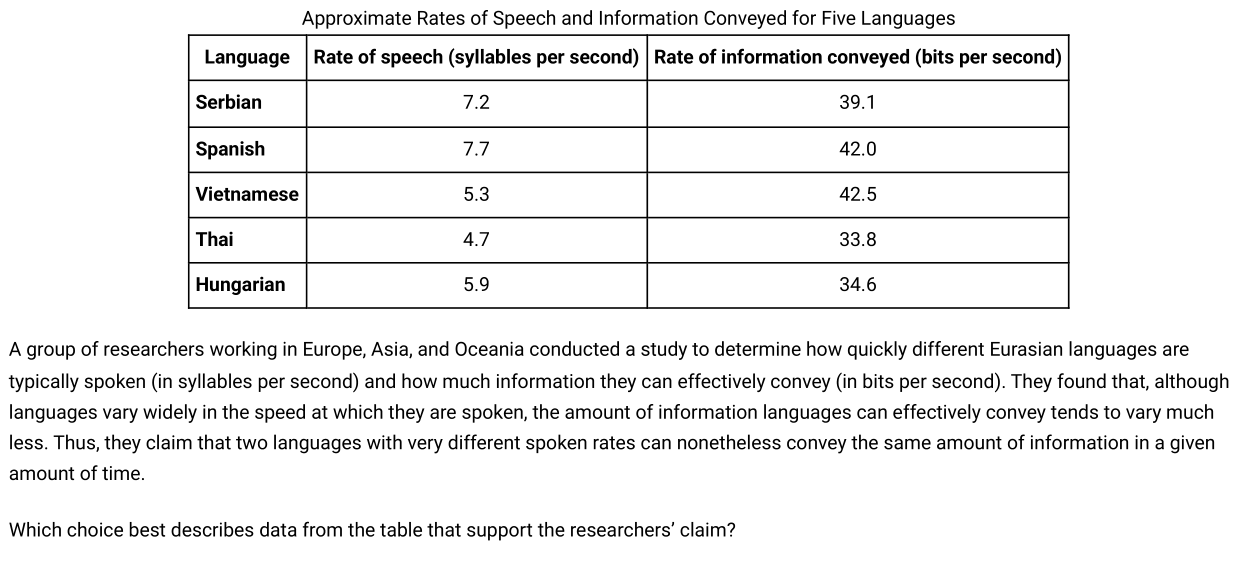 Approximate Rates of Speech and Information Conveyed for Five Languages
Language Rate of speech (syllables per second) Rate of information conveyed (bits per second)
Serbian 7.2 39.1
Spanish 7.7 42.0
Vietnamese 5.3 42.5
Thai 4.7 33.8
Hungarian 5.9 34.6
A group of researchers working in Europe, Asia, and Oceania conducted a study to determine how quickly different Eurasian languages are
typically spoken (in syllables per second) and how much information they can effectively convey (in bits per second). They found that, although
languages vary widely in the speed at which they are spoken, the amount of information languages can effectively convey tends to vary much
less. Thus, they claim that two languages with very different spoken rates can nonetheless convey the same amount of information in a given
amount of time.
Which choice best describes data from the table that support the researchers’ claim?